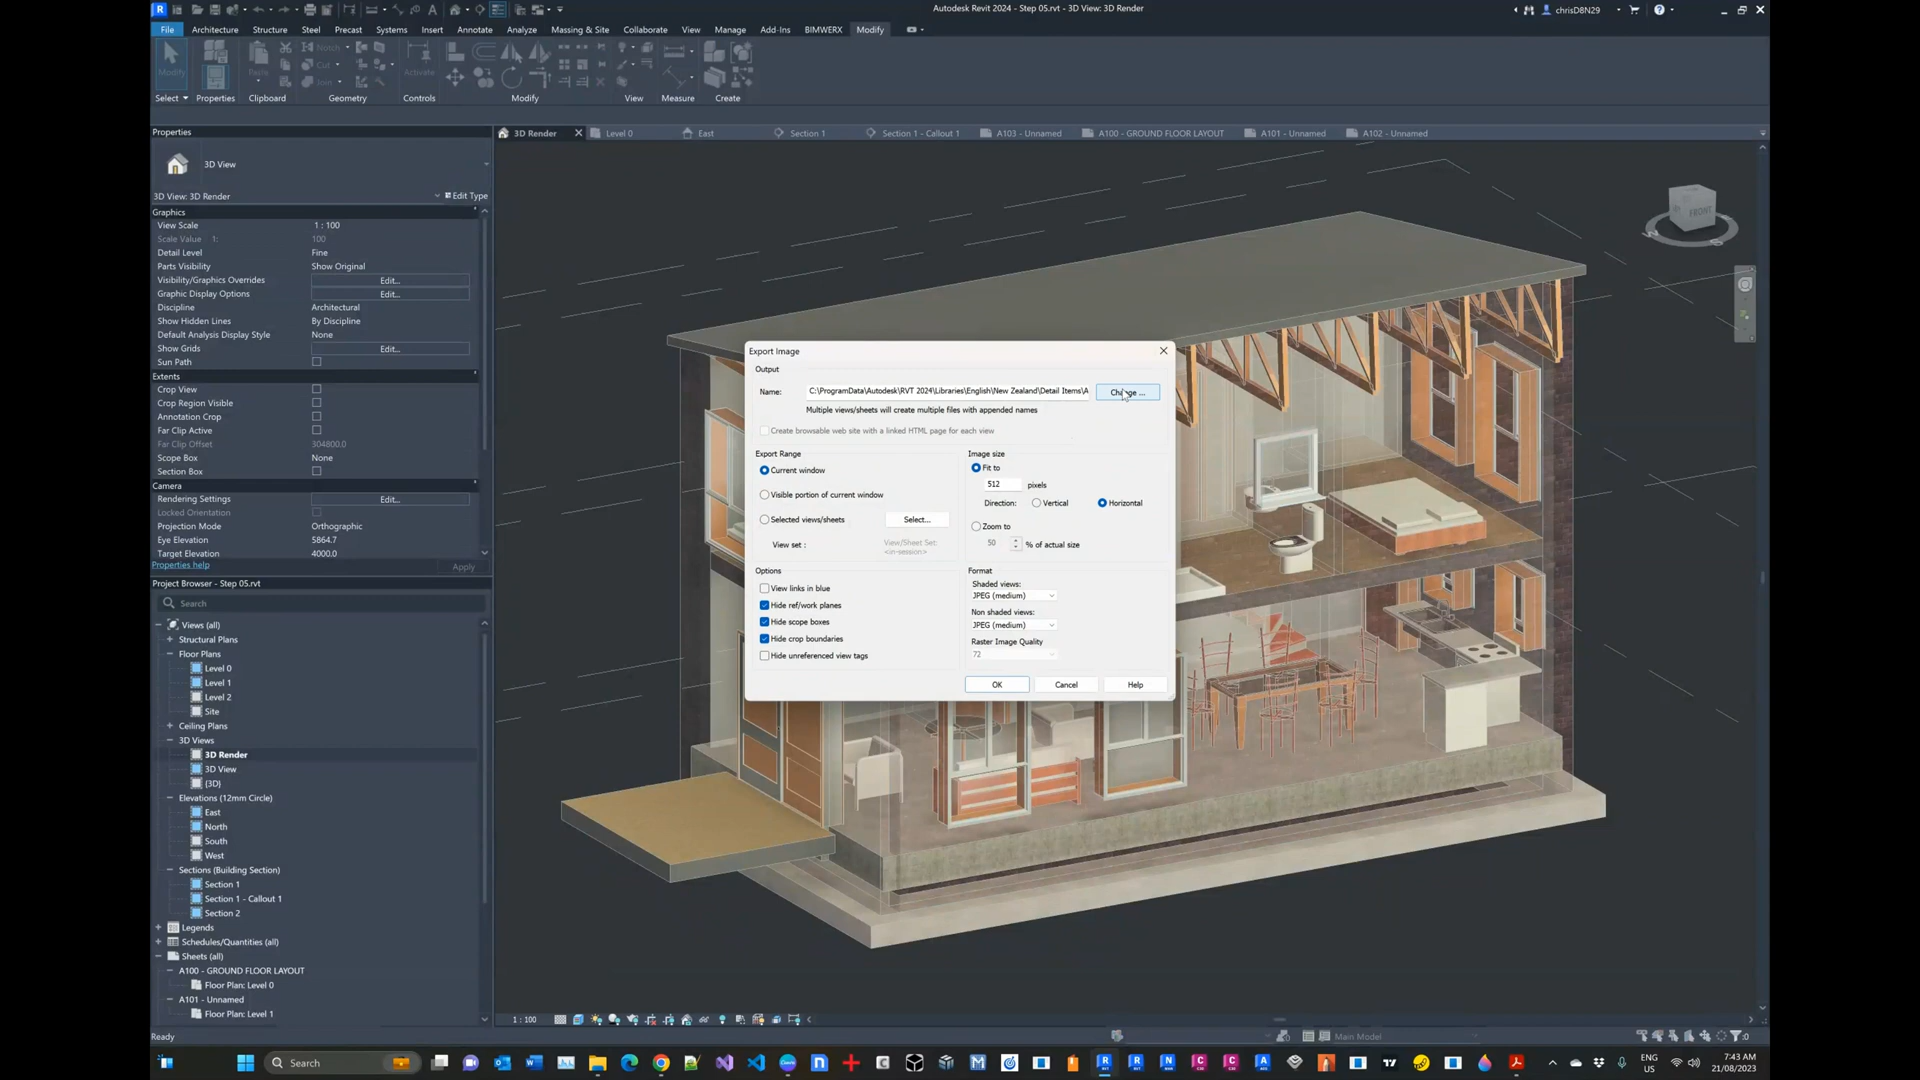 Autodesk Revit 2024 - Step 05.rvt - 3D View: 3D Render
chrisDBN29
File Architecture Structure Steel Precast Systems Insert Annotate Analyze Massing & Site Collaborate View Manage Add-Ins BIMWERX Modify
Modify
Properties
Paste
Notch
Cut
Join
Activate
Select Properties Clipboard Geometry Controls Modify View Measure Create
Properties
3D Render Level 0 East Section 1 Section 1 - Callout 1 A103 - Unnamed A100 - GROUND FLOOR LAYOUT A101 - Unnamed A102 - Unnamed
3D View
3D View: 3D Render Edit Type
Graphics
View Scale 1 : 100
Scale Value 1: 100
Detail Level Fine
Parts Visibility Show Original
Visibility/Graphics Overrides Edit...
Graphic Display Options Edit...
Discipline Architectural
Show Hidden Lines By Discipline
Default Analysis Display Style None
Show Grids Edit...
Sun Path
Extents
Crop View
Crop Region Visible
Annotation Crop
Far Clip Active
Far Clip Offset 304800.0
Scope Box None
Section Box
Camera
Rendering Settings Edit...
Locked Orientation
Projection Mode Orthographic
Eye Elevation 5864.7
Target Elevation 4000.0
Properties help Apply
Project Browser - Step 05.rvt
Search
Views (all)
Structural Plans
Floor Plans
Level 0
Level 1
Level 2
Site
Ceiling Plans
3D Views
3D Render
3D View
{3D}
Elevations (12mm Circle)
East
North
South
West
Sections (Building Section)
Section 1
Section 1 - Callout 1
Section 2
Legends
Schedules/Quantities (all)
Sheets (all)
A100 - GROUND FLOOR LAYOUT
Floor Plan: Level 0
A101 - Unnamed
Floor Plan: Level 1
FRONT
W
S
Export Image
Output
Name: C:\ProgramData\Autodesk\RVT 2024\Libraries\English\New Zealand\Detail Items\A Change ...
Multiple views/sheets will create multiple files with appended names
Create browsable web site with a linked HTML page for each view
Export Range
Current window
Visible portion of current window
Selected views/sheets Select...
View set : View/Sheet Set:
<in-session>
Image size
Fit to
512 pixels
Direction: Vertical Horizontal
Zoom to
50 % of actual size
Options
View links in blue
Hide ref/work planes
Hide scope boxes
Hide crop boundaries
Hide unreferenced view tags
Format
Shaded views:
JPEG (medium)
Non shaded views:
JPEG (medium)
Raster Image Quality
72
OK Cancel Help
1 : 100
Ready
Main Model
:0
Search
ENG
US
7:43 AM
21/08/2023